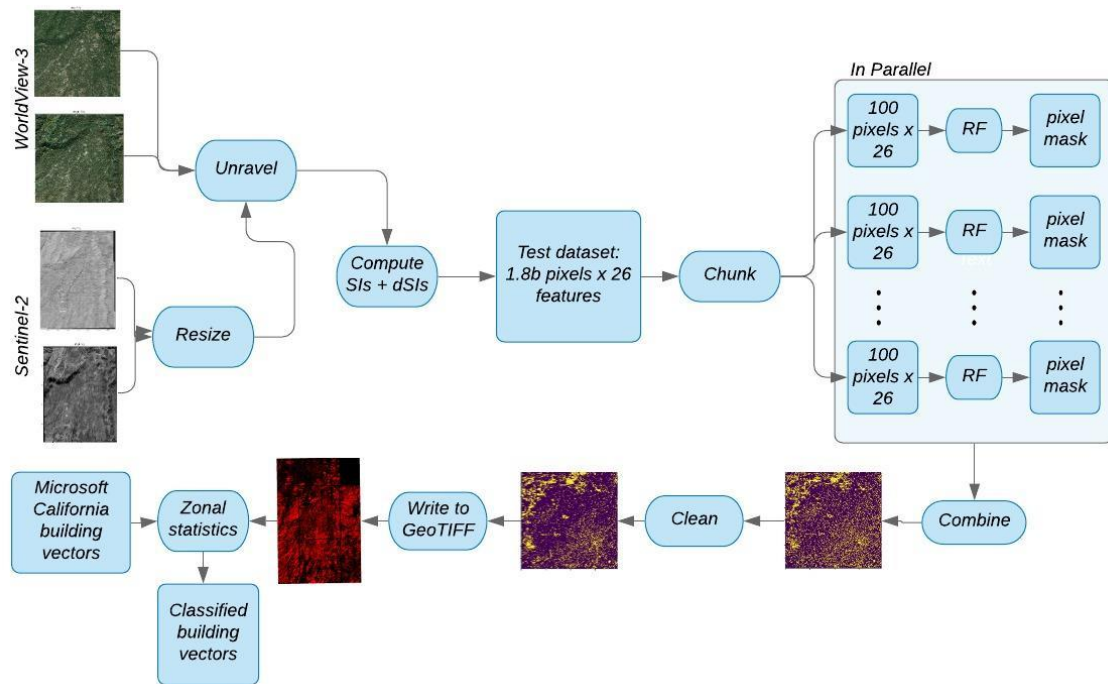 WorldView-3
Unravel
Sentinel-2
Resize
Compute
SIs + dSIs
Test dataset:
1.8b pixels x 26
features
Chunk
In Parallel
100
pixels x
26
RF
pixel
mask
100
pixels x
26
RF
pixel
mask
100
pixels x
26
RF
pixel
mask
Combine
Clean
Write to
GeoTIFF
Zonal
statistics
Microsoft
California
building
vectors
Classified
building
vectors